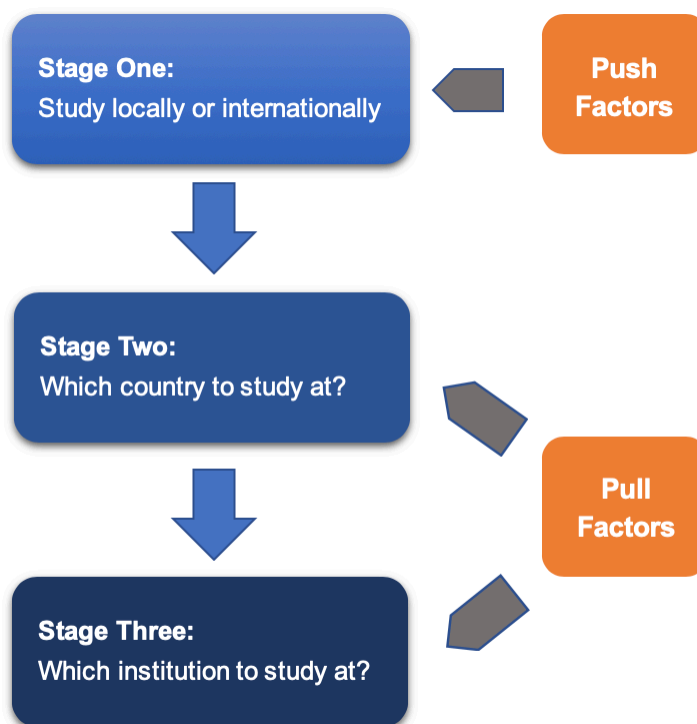 Stage One:
Study locally or internationally
Push
Factors
Stage Two:
Which country to study at?
Pull
Factors
Stage Three:
Which institution to study at?